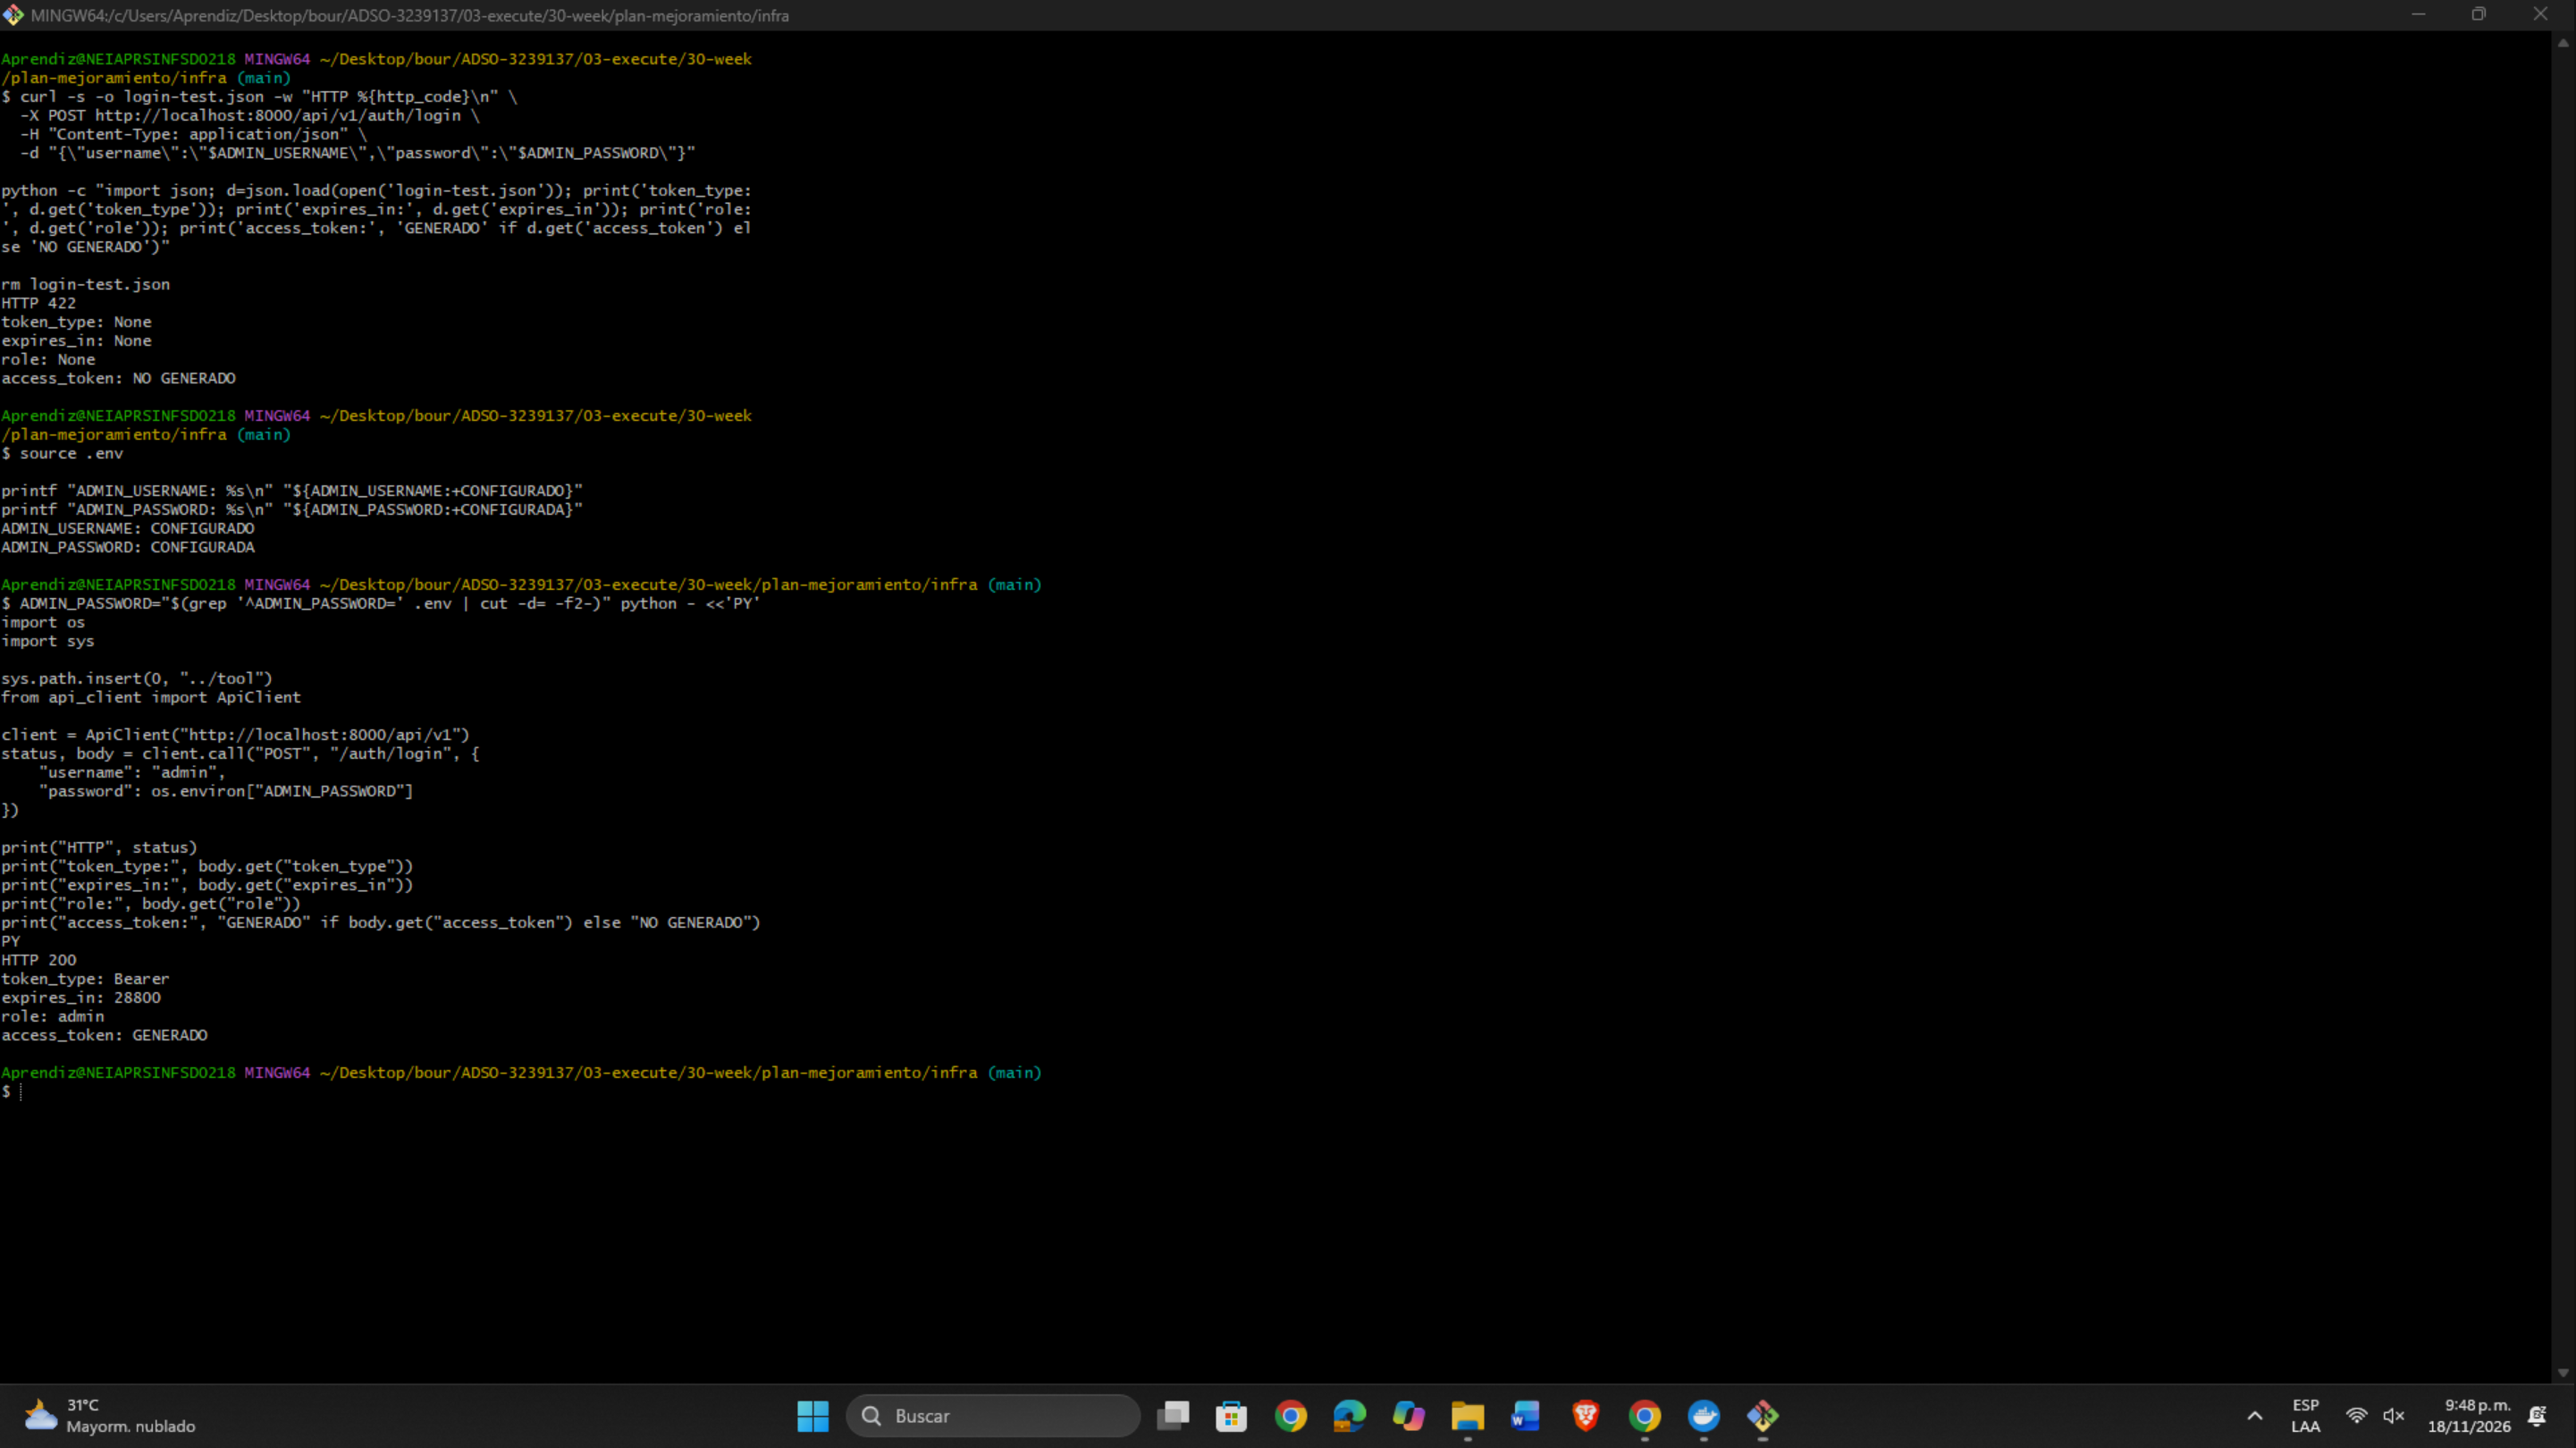 MINGW64:/c/Users/Aprendiz/Desktop/bour/ADSO-3239137/03-execute/30-week/plan-mejoramiento/infra
Aprendiz@NEIAPRSINFSD0218 MINGW64 ~/Desktop/bour/ADSO-3239137/03-execute/30-week
/plan-mejoramiento/infra (main)
$ curl -s -o login-test.json -w "HTTP %{http_code}\n" \
  -X POST http://localhost:8000/api/v1/auth/login \
  -H "Content-Type: application/json" \
  -d "{\"username\":\"$ADMIN_USERNAME\",\"password\":\"$ADMIN_PASSWORD\"}"
python -c "import json; d=json.load(open('login-test.json')); print('token_type:
', d.get('token_type')); print('expires_in:', d.get('expires_in')); print('role:
', d.get('role')); print('access_token:', 'GENERADO' if d.get('access_token') el
se 'NO GENERADO')"
rm login-test.json
HTTP 422
token_type: None
expires_in: None
role: None
access_token: NO GENERADO
Aprendiz@NEIAPRSINFSD0218 MINGW64 ~/Desktop/bour/ADSO-3239137/03-execute/30-week
/plan-mejoramiento/infra (main)
$ source .env
printf "ADMIN_USERNAME: %s\n" "${ADMIN_USERNAME:+CONFIGURADO}"
printf "ADMIN_PASSWORD: %s\n" "${ADMIN_PASSWORD:+CONFIGURADA}"
ADMIN_USERNAME: CONFIGURADO
ADMIN_PASSWORD: CONFIGURADA
Aprendiz@NEIAPRSINFSD0218 MINGW64 ~/Desktop/bour/ADSO-3239137/03-execute/30-week/plan-mejoramiento/infra (main)
$ ADMIN_PASSWORD="$(grep '^ADMIN_PASSWORD=' .env | cut -d= -f2-)" python - <<'PY'
import os
import sys
sys.path.insert(0, "../tool")
from api_client import ApiClient
client = ApiClient("http://localhost:8000/api/v1")
status, body = client.call("POST", "/auth/login", {
    "username": "admin",
    "password": os.environ["ADMIN_PASSWORD"]
})
print("HTTP", status)
print("token_type:", body.get("token_type"))
print("expires_in:", body.get("expires_in"))
print("role:", body.get("role"))
print("access_token:", "GENERADO" if body.get("access_token") else "NO GENERADO")
PY
HTTP 200
token_type: Bearer
expires_in: 28800
role: admin
access_token: GENERADO
Aprendiz@NEIAPRSINFSD0218 MINGW64 ~/Desktop/bour/ADSO-3239137/03-execute/30-week/plan-mejoramiento/infra (main)
$
31°C
Mayorm. nublado
Buscar
ESP
LAA
9:48 p.m.
18/11/2026